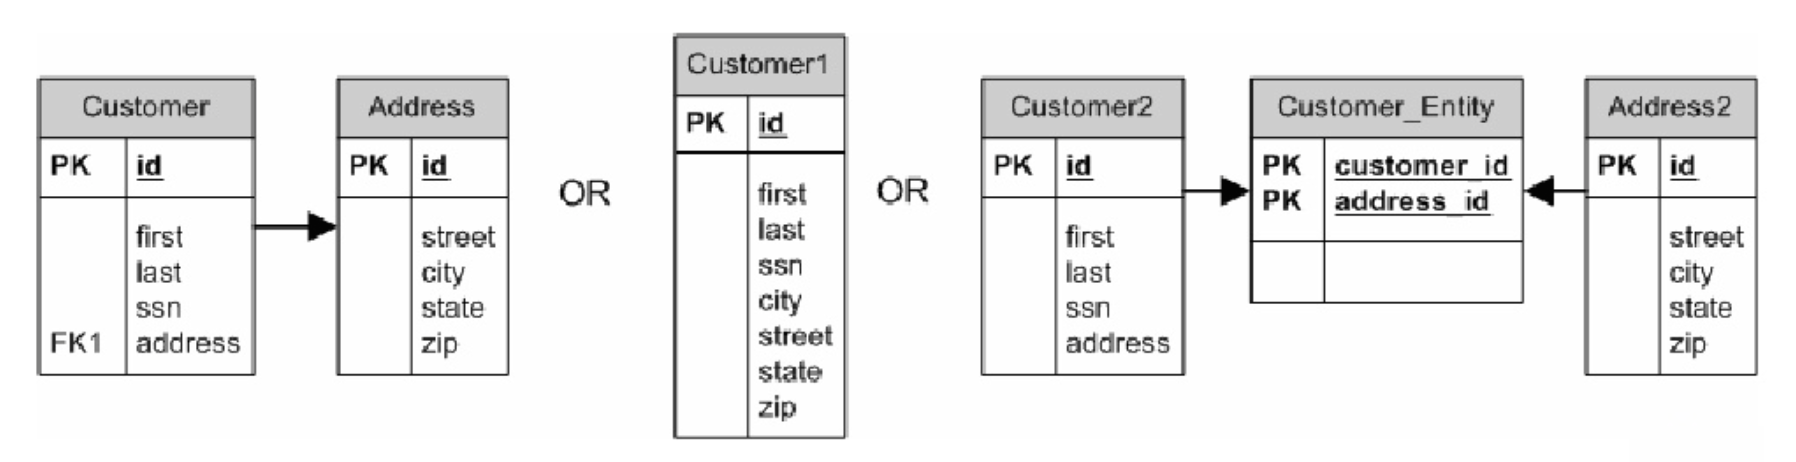 Customer
PK id
first
last
ssn
FK1 address
Address
PK id
street
city
state
zip
OR
Customer1
PK id
first
last
ssn
city
street
state
zip
OR
Customer2
PK id
first
last
ssn
address
Customer_Entity
PK customer_id
PK address_id
Address2
PK id
street
city
state
zip